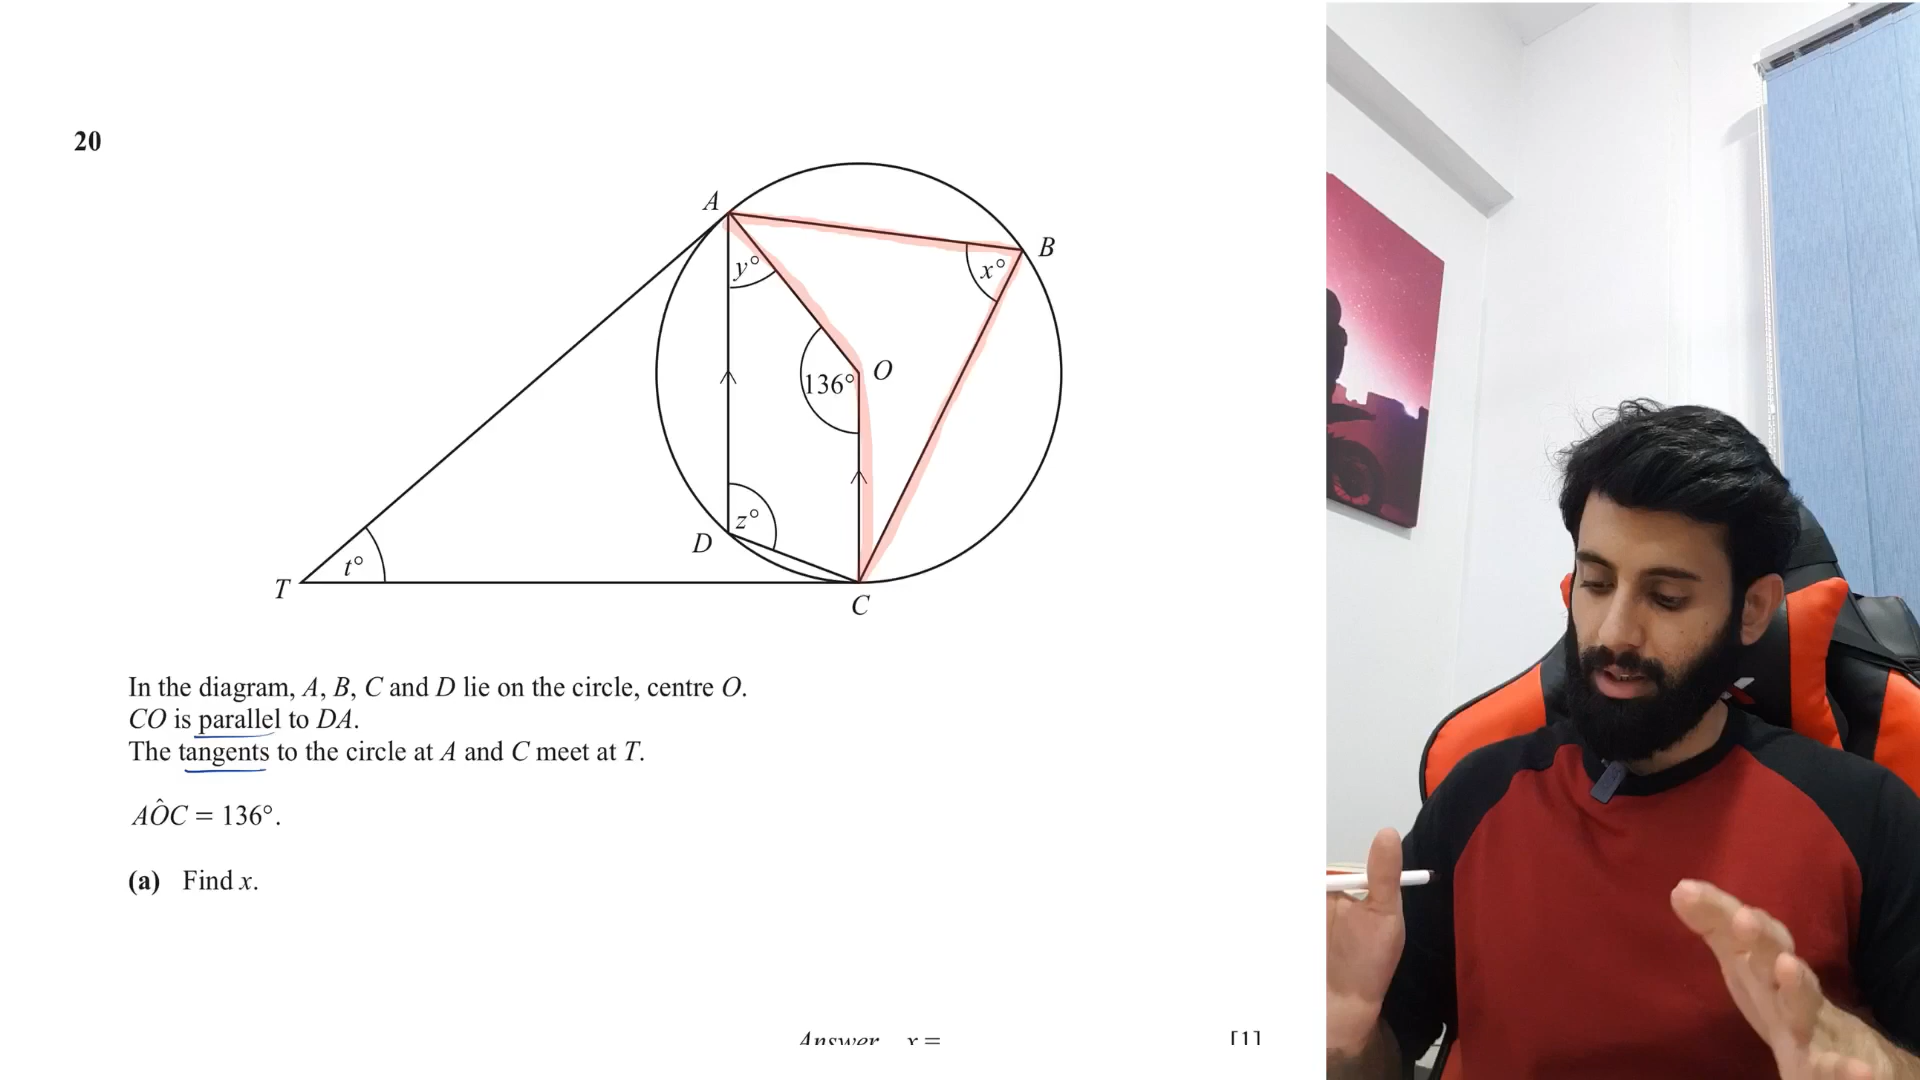 20
A
B
y°
x°
O
136°
z°
D
t°
T
C
In the diagram, A, B, C and D lie on the circle, centre O.
CO is parallel to DA.
The tangents to the circle at A and C meet at T.
AÔC = 136°.
(a) Find x.
Answer x = [1]